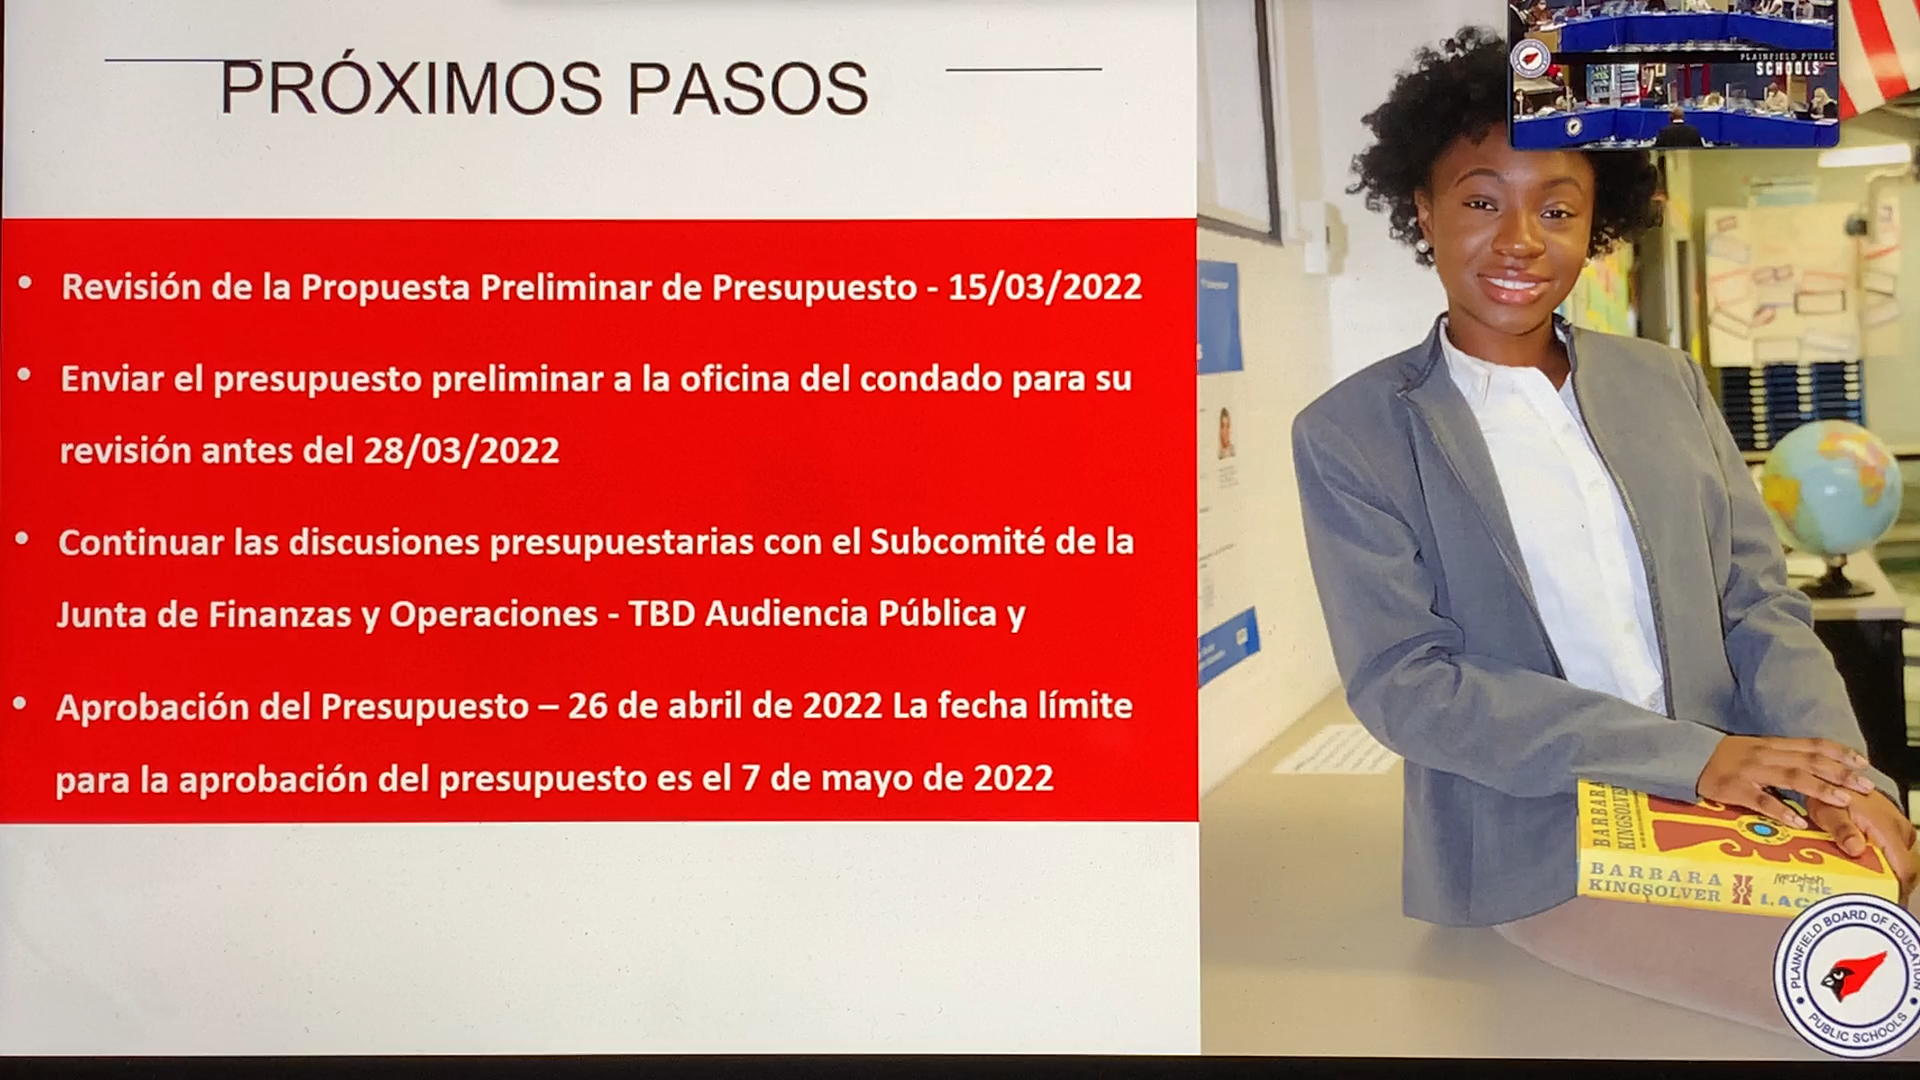 PRÓXIMOS PASOS
• Revisión de la Propuesta Preliminar de Presupuesto - 15/03/2022
• Enviar el presupuesto preliminar a la oficina del condado para su
revisión antes del 28/03/2022
• Continuar las discusiones presupuestarias con el Subcomité de la
Junta de Finanzas y Operaciones - TBD Audiencia Pública y
• Aprobación del Presupuesto – 26 de abril de 2022 La fecha límite
para la aprobación del presupuesto es el 7 de mayo de 2022
PLAINFIELD PUBLIC
SCHOOLS
BARBARA
KINGSOLVER
BARBARA
KINGSOLVER
McIntosh
THE
LAC
PLAINFIELD BOARD OF EDUCATION
PUBLIC SCHOOLS